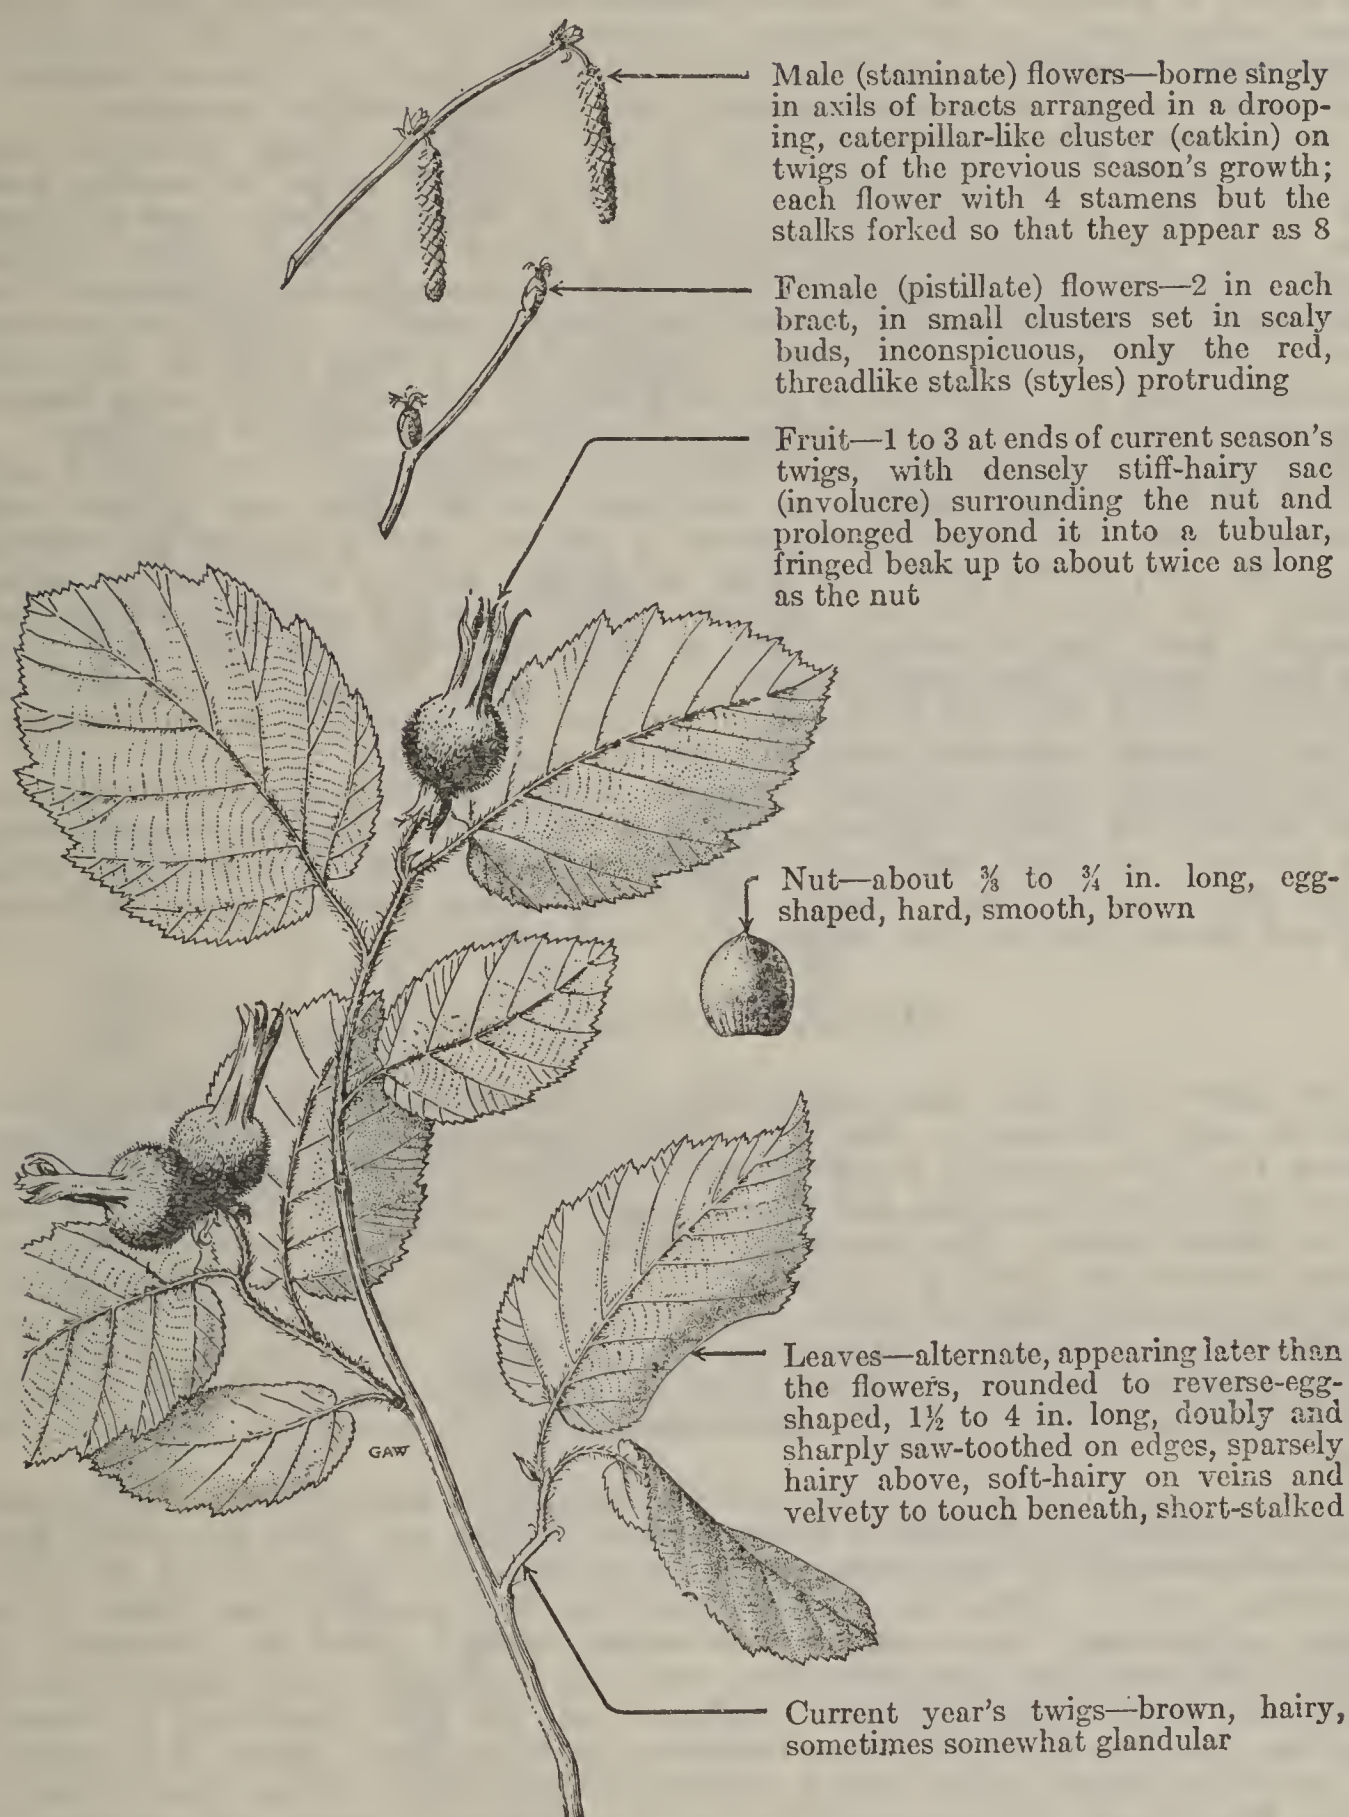 Male (staminate) flowers—borne singly
in axils of bracts arranged in a droop-
ing, caterpillar-like cluster (catkin) on
twigs of the previous season's growth;
each flower with 4 stamens but the
stalks forked so that they appear as 8
Female (pistillate) flowers—2 in each
bract, in small clusters set in scaly
buds, inconspicuous, only the red,
threadlike stalks (styles) protruding
Fruit—1 to 3 at ends of current season's
twigs, with densely stiff-hairy sac
(involucre) surrounding the nut and
prolonged beyond it into a tubular,
fringed beak up to about twice as long
as the nut
Nut—about ⅜ to ¾ in. long, egg-
shaped, hard, smooth, brown
Leaves—alternate, appearing later than
the flowers, rounded to reverse-egg-
shaped, 1½ to 4 in. long, doubly and
sharply saw-toothed on edges, sparsely
hairy above, soft-hairy on veins and
velvety to touch beneath, short-stalked
GAW
Current year's twigs—brown, hairy,
sometimes somewhat glandular